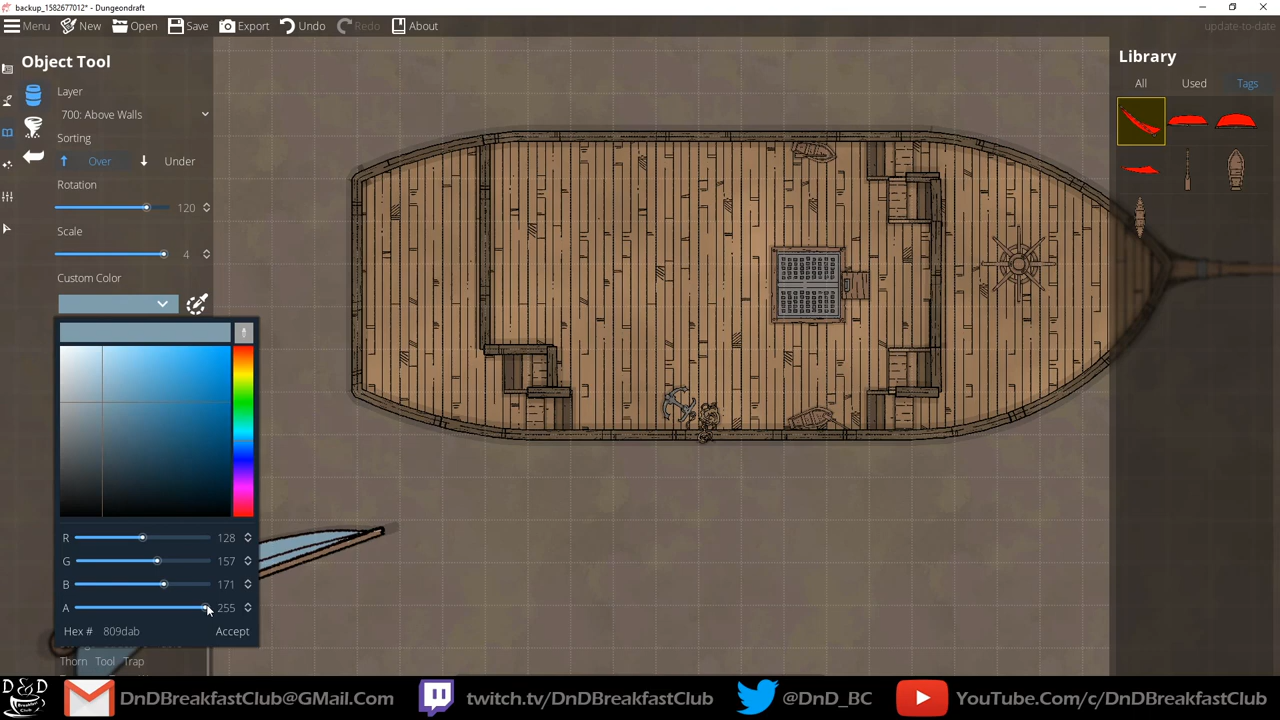 backup_1582677012* - Dungeondraft
Menu New Open Save Export Undo Redo About update-to-date
Object Tool
Layer
700: Above Walls
Sorting
Over Under
Rotation
120
Scale
4
Custom Color
R 128
G 157
B 171
A 255
Hex # 809dab Accept
Thorn Tool Trap
Library
All Used Tags
D&D
Breakfast
Club
DnDBreakfastClub@GMail.Com twitch.tv/DnDBreakfastClub @DnD_BC YouTube.Com/c/DnDBreakfastClub